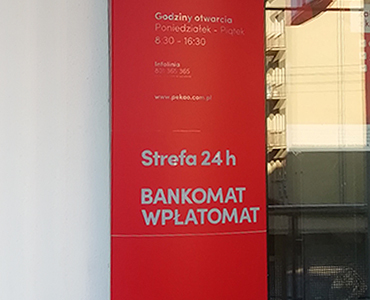 Godziny otwarcia
Poniedziałek - Piątek
8:30 - 16:30
Infolinia
www.pekao.com.pl
Strefa 24 h
BANKOMAT
WPŁATOMAT